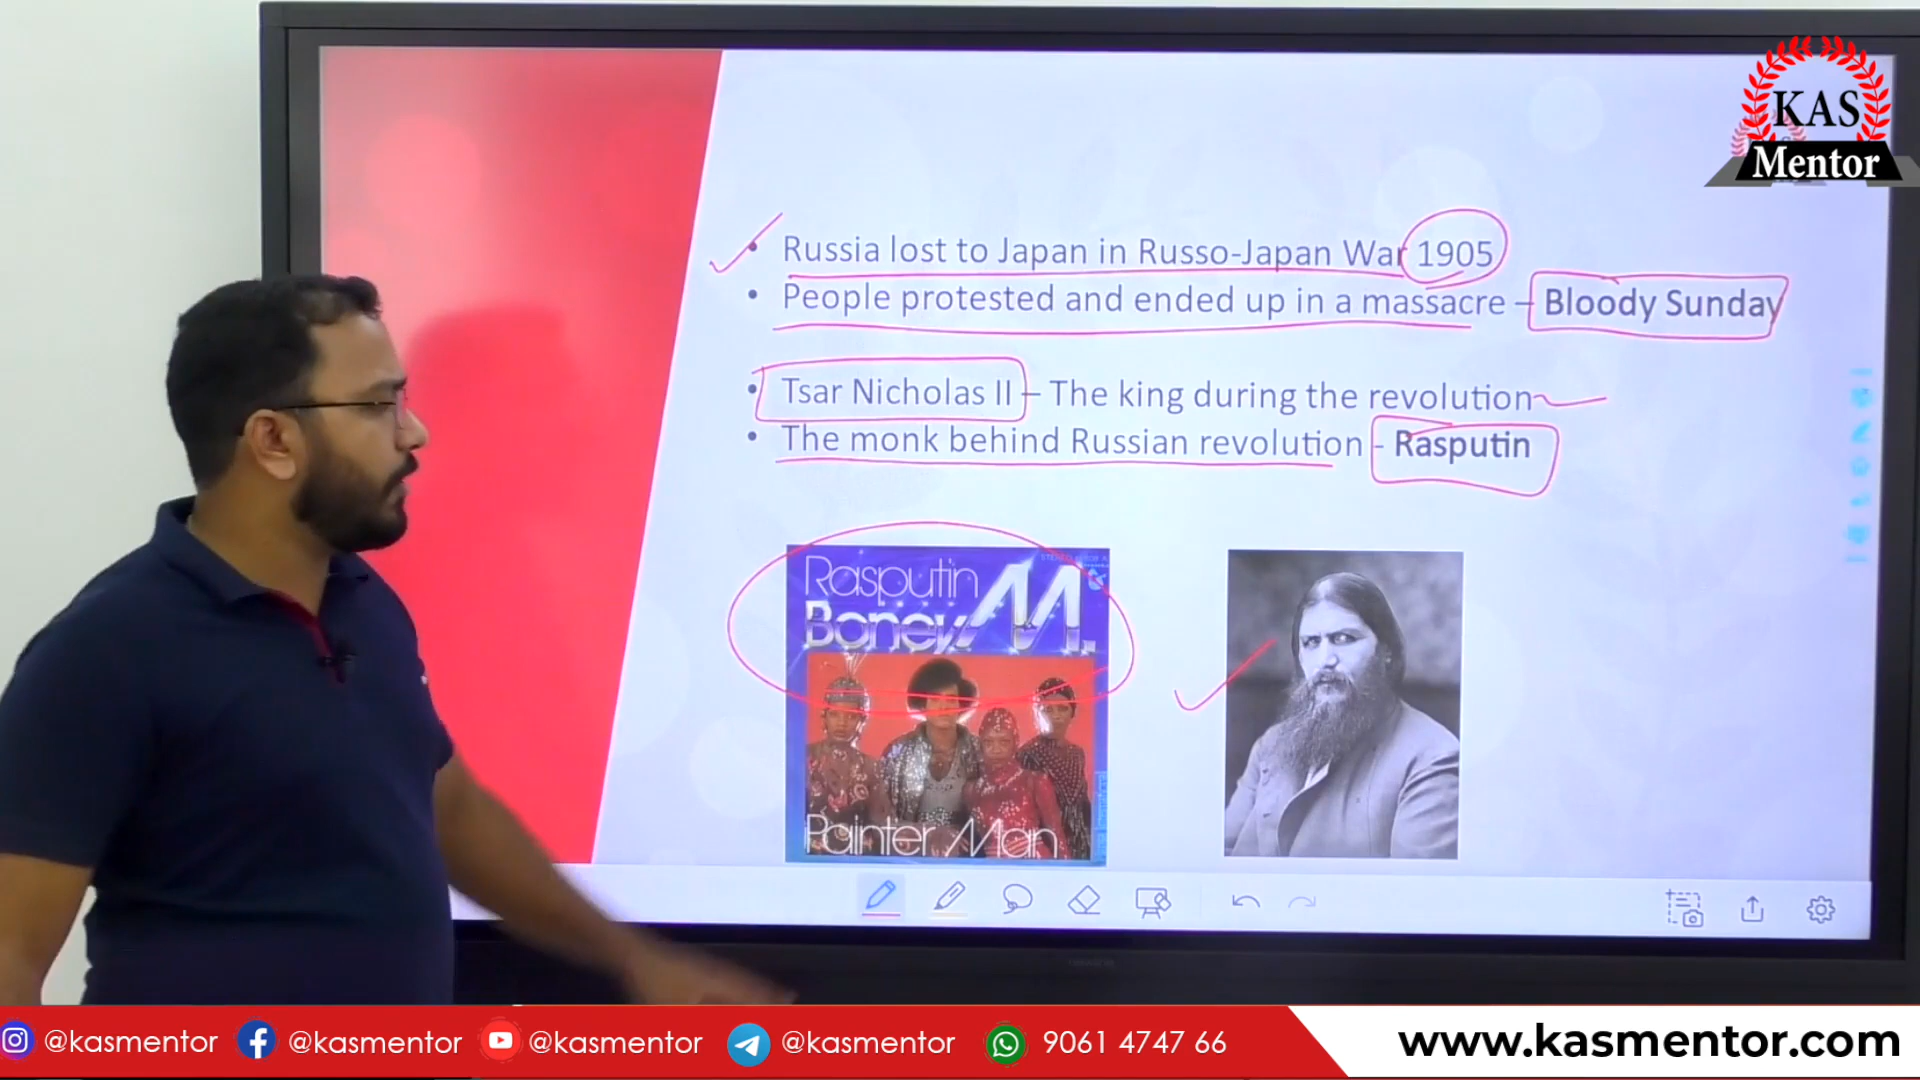 KAS
Mentor
• Russia lost to Japan in Russo-Japan War 1905
• People protested and ended up in a massacre – Bloody Sunday
• Tsar Nicholas II – The king during the revolution
• The monk behind Russian revolution - Rasputin
Rasputin
Boney M.
Painter Man
@kasmentor @kasmentor @kasmentor @kasmentor 9061 4747 66 www.kasmentor.com